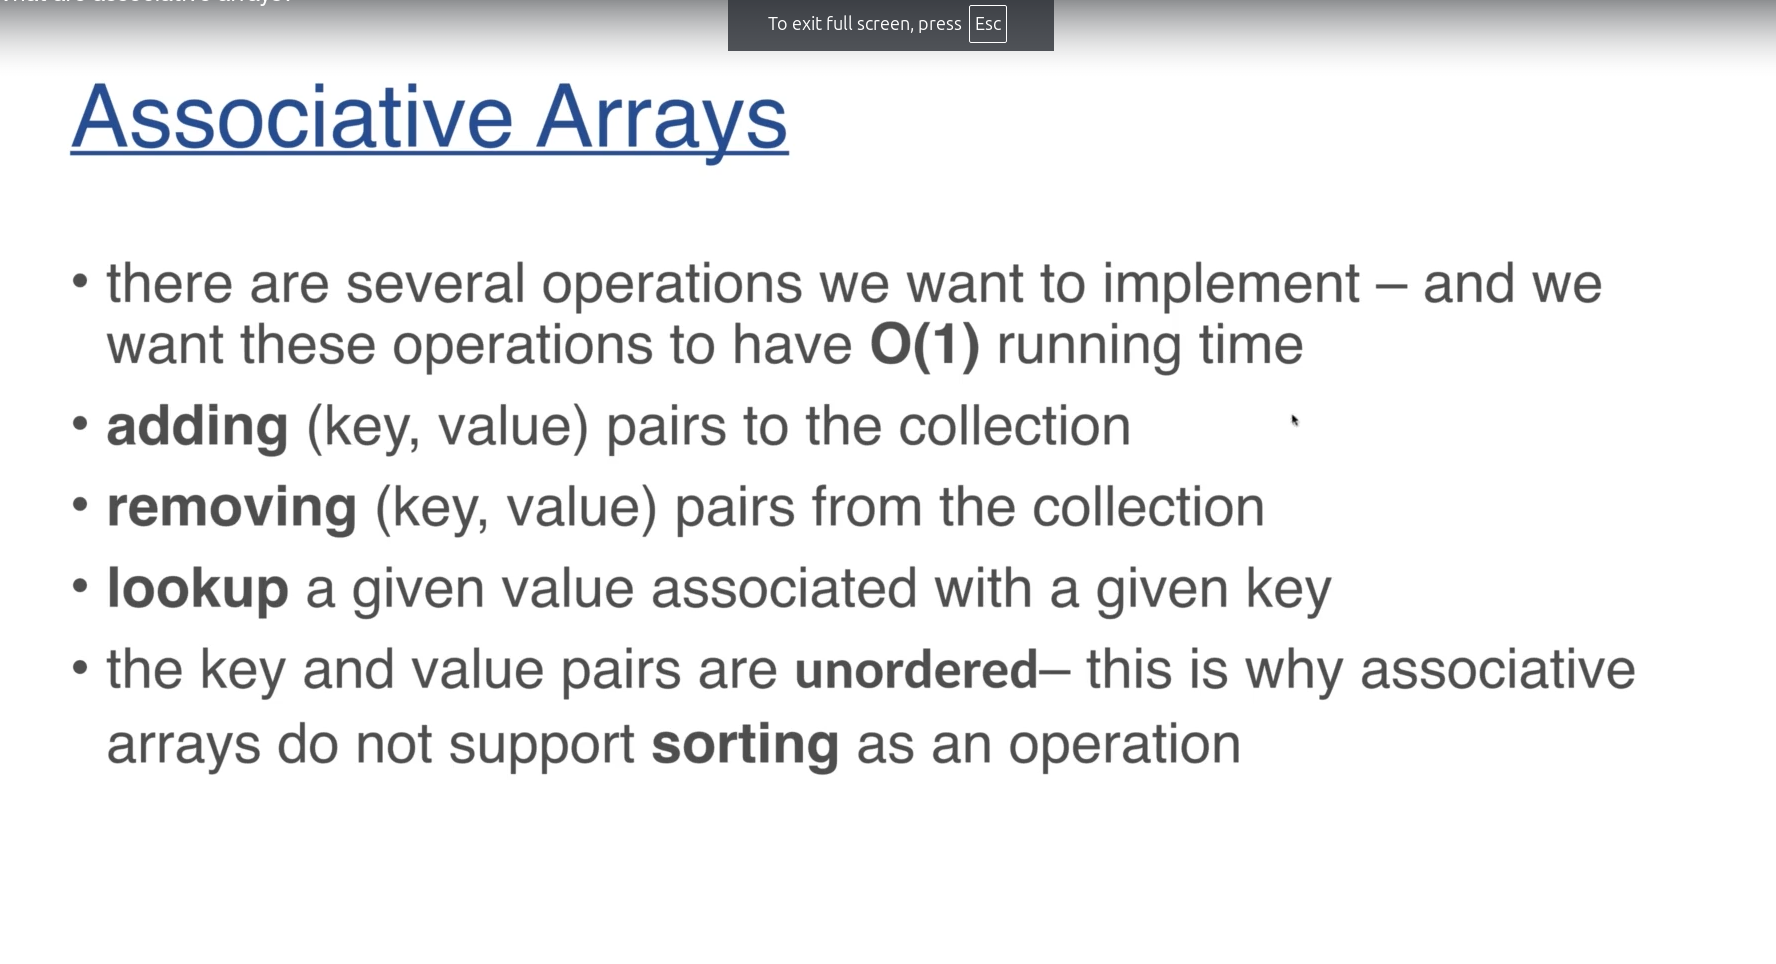 To exit full screen, press Esc
Associative Arrays
• there are several operations we want to implement – and we
want these operations to have O(1) running time
• adding (key, value) pairs to the collection
• removing (key, value) pairs from the collection
• lookup a given value associated with a given key
• the key and value pairs are unordered– this is why associative
arrays do not support sorting as an operation